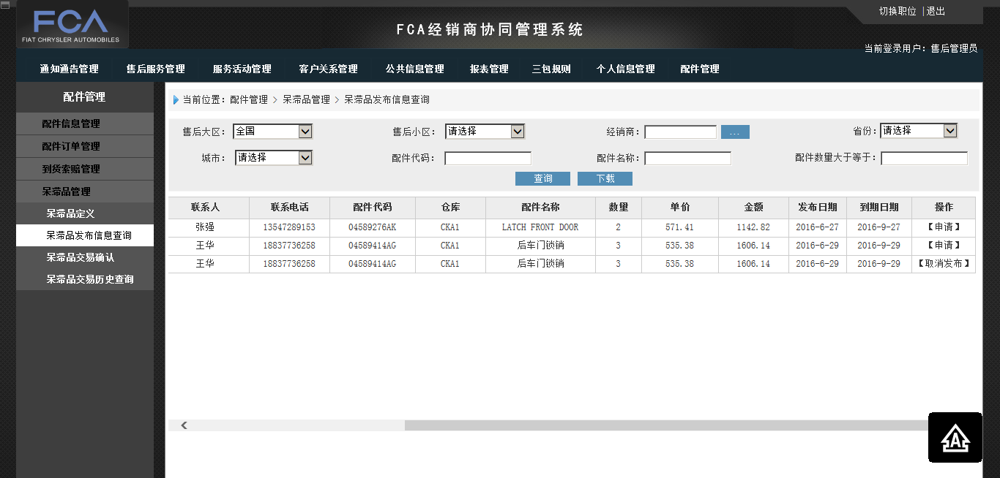 FCA
FIAT CHRYSLER AUTOMOBILES
FCA经销商协同管理系统
切换职位 |退出
当前登录用户：售后管理员
通知通告管理 售后服务管理 服务活动管理 客户关系管理 公共信息管理 报表管理 三包规则 个人信息管理 配件管理
配件管理
配件信息管理
配件订单管理
到货索赔管理
呆滞品管理
呆滞品定义
呆滞品发布信息查询
呆滞品交易确认
呆滞品交易历史查询
当前位置：配件管理 > 呆滞品管理 > 呆滞品发布信息查询
售后大区： 全国 售后小区： 请选择 经销商： ... 省份： 请选择
城市： 请选择 配件代码： 配件名称： 配件数量大于等于：
查询 下载
联系人 联系电话 配件代码 仓库 配件名称 数量 单价 金额 发布日期 到期日期 操作
张强 13547289153 04589276AK CKA1 LATCH FRONT DOOR 2 571.41 1142.82 2016-6-27 2016-9-27 【申请】
王华 18837736258 04589414AG CKA1 后车门锁销 3 535.38 1606.14 2016-6-29 2016-9-29 【申请】
王华 18837736258 04589414AG CKA1 后车门锁销 3 535.38 1606.14 2016-6-29 2016-9-29 【取消发布】
A